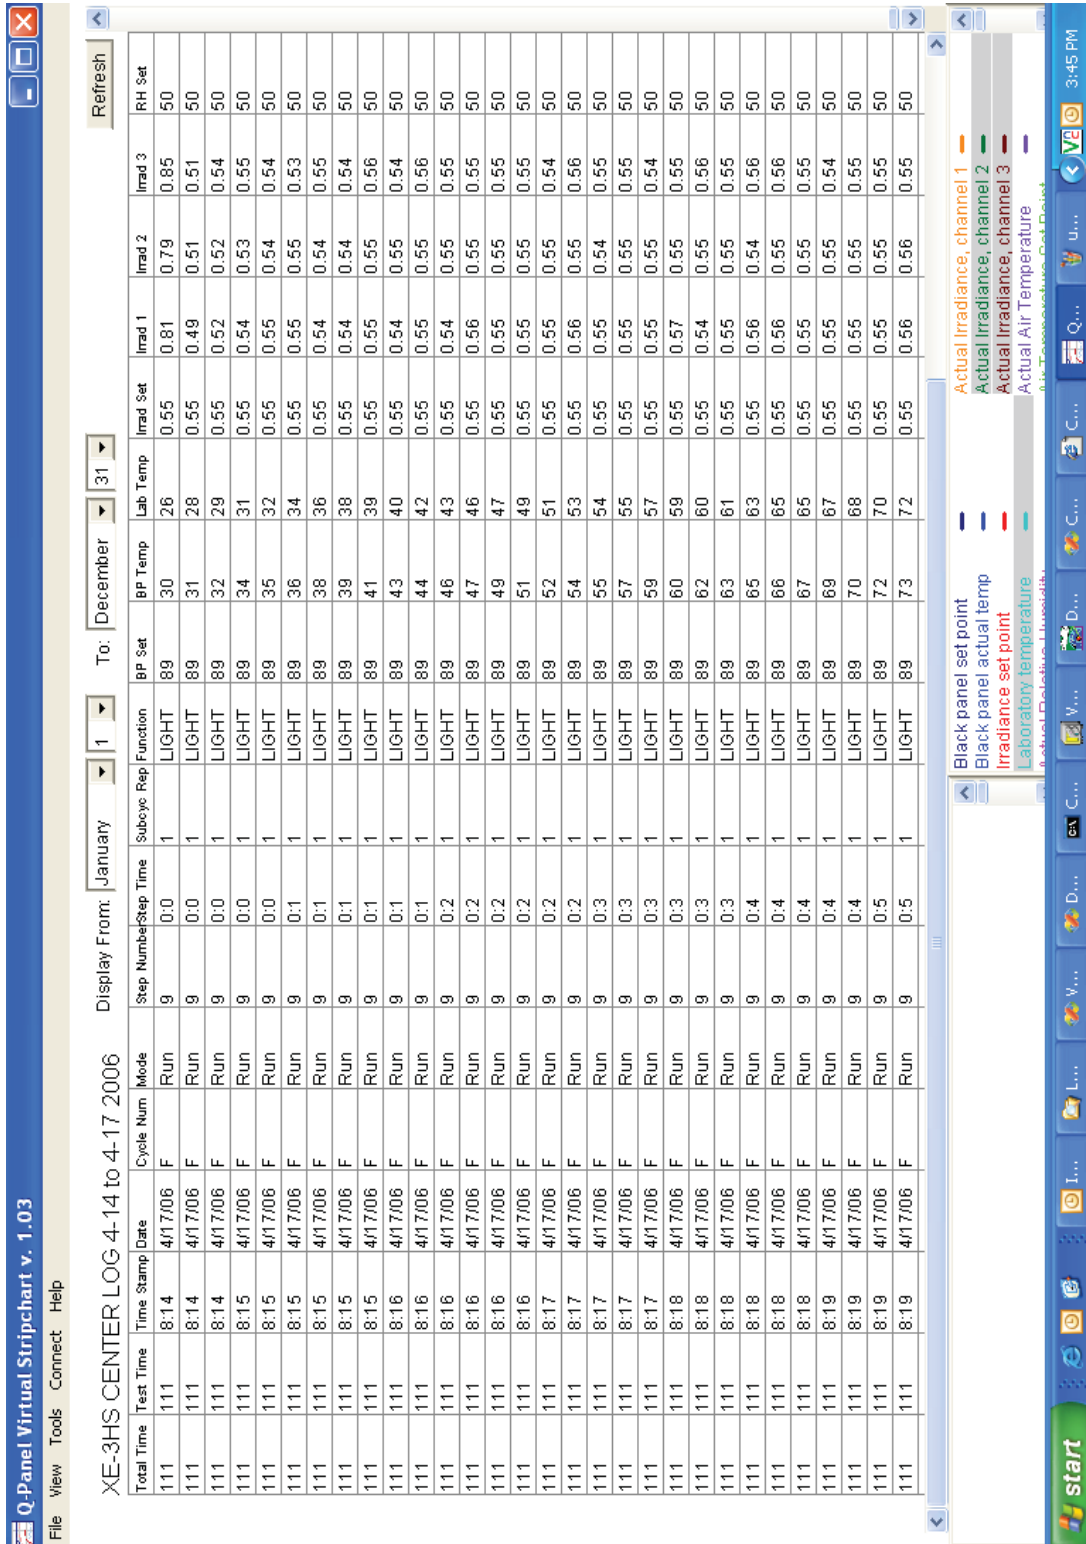 Q-Panel Virtual Stripchart v. 1.03
File View Tools Connect Help
XE-3HS CENTER LOG 4-14 to 4-17 2006 Display From: January 1 To: December 31 Refresh
Total Time Test Time Time Stamp Date Cycle Num Mode Step Number Step Time Subcyc Rep Function BP Set BP Temp Lab Temp Irrad Set Irrad 1 Irrad 2 Irrad 3 RH Set
111 111 8:14 4/17/06 F Run 9 0:0 1 LIGHT 89 30 26 0.55 0.81 0.79 0.85 50
111 111 8:14 4/17/06 F Run 9 0:0 1 LIGHT 89 31 28 0.55 0.49 0.51 0.51 50
111 111 8:14 4/17/06 F Run 9 0:0 1 LIGHT 89 32 29 0.55 0.52 0.52 0.54 50
111 111 8:15 4/17/06 F Run 9 0:0 1 LIGHT 89 34 31 0.55 0.54 0.53 0.55 50
111 111 8:15 4/17/06 F Run 9 0:0 1 LIGHT 89 35 32 0.55 0.55 0.54 0.54 50
111 111 8:15 4/17/06 F Run 9 0:1 1 LIGHT 89 36 34 0.55 0.55 0.55 0.53 50
111 111 8:15 4/17/06 F Run 9 0:1 1 LIGHT 89 38 36 0.55 0.54 0.54 0.55 50
111 111 8:15 4/17/06 F Run 9 0:1 1 LIGHT 89 39 38 0.55 0.54 0.54 0.54 50
111 111 8:15 4/17/06 F Run 9 0:1 1 LIGHT 89 41 39 0.55 0.55 0.55 0.56 50
111 111 8:16 4/17/06 F Run 9 0:1 1 LIGHT 89 43 40 0.55 0.54 0.55 0.54 50
111 111 8:16 4/17/06 F Run 9 0:1 1 LIGHT 89 44 42 0.55 0.55 0.55 0.56 50
111 111 8:16 4/17/06 F Run 9 0:2 1 LIGHT 89 46 43 0.55 0.54 0.55 0.55 50
111 111 8:16 4/17/06 F Run 9 0:2 1 LIGHT 89 47 46 0.55 0.56 0.55 0.55 50
111 111 8:16 4/17/06 F Run 9 0:2 1 LIGHT 89 49 47 0.55 0.55 0.55 0.55 50
111 111 8:16 4/17/06 F Run 9 0:2 1 LIGHT 89 51 49 0.55 0.55 0.55 0.55 50
111 111 8:17 4/17/06 F Run 9 0:2 1 LIGHT 89 52 51 0.55 0.55 0.55 0.54 50
111 111 8:17 4/17/06 F Run 9 0:2 1 LIGHT 89 54 53 0.55 0.56 0.55 0.56 50
111 111 8:17 4/17/06 F Run 9 0:3 1 LIGHT 89 55 54 0.55 0.55 0.54 0.55 50
111 111 8:17 4/17/06 F Run 9 0:3 1 LIGHT 89 57 55 0.55 0.55 0.55 0.55 50
111 111 8:17 4/17/06 F Run 9 0:3 1 LIGHT 89 59 57 0.55 0.55 0.55 0.54 50
111 111 8:18 4/17/06 F Run 9 0:3 1 LIGHT 89 60 59 0.55 0.57 0.55 0.55 50
111 111 8:18 4/17/06 F Run 9 0:3 1 LIGHT 89 62 60 0.55 0.54 0.55 0.56 50
111 111 8:18 4/17/06 F Run 9 0:3 1 LIGHT 89 63 61 0.55 0.55 0.55 0.55 50
111 111 8:18 4/17/06 F Run 9 0:4 1 LIGHT 89 65 63 0.55 0.56 0.54 0.56 50
111 111 8:18 4/17/06 F Run 9 0:4 1 LIGHT 89 66 65 0.55 0.56 0.55 0.56 50
111 111 8:18 4/17/06 F Run 9 0:4 1 LIGHT 89 67 65 0.55 0.55 0.55 0.55 50
111 111 8:19 4/17/06 F Run 9 0:4 1 LIGHT 89 69 67 0.55 0.55 0.55 0.54 50
111 111 8:19 4/17/06 F Run 9 0:4 1 LIGHT 89 70 68 0.55 0.55 0.55 0.55 50
111 111 8:19 4/17/06 F Run 9 0:5 1 LIGHT 89 72 70 0.55 0.55 0.55 0.55 50
111 111 8:19 4/17/06 F Run 9 0:5 1 LIGHT 89 73 72 0.55 0.56 0.56 0.55 50
Black panel set point Actual Irradiance, channel 1
Black panel actual temp Actual Irradiance, channel 2
Irradiance set point Actual Irradiance, channel 3
Laboratory temperature Actual Air Temperature
Actual Relative Humidity Air Temperature Set Point
start I... L... V... D... C... V... D... C... C... Q... u... 3:45 PM